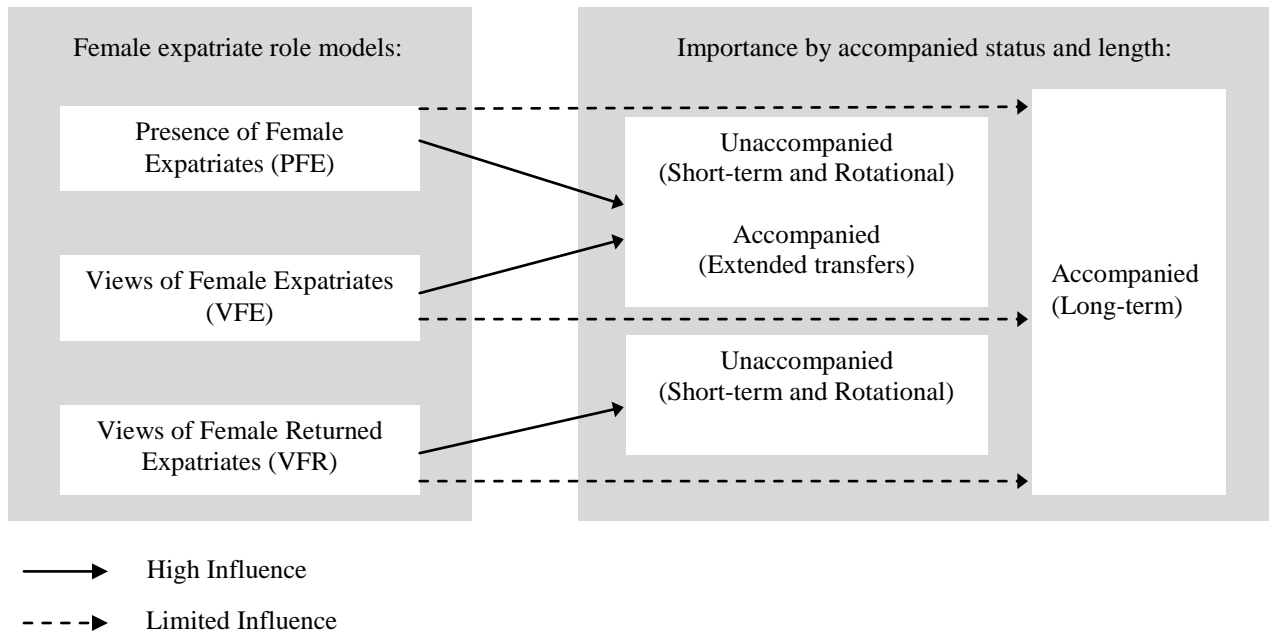 Female expatriate role models:
Presence of Female
Expatriates (PFE)
Views of Female Expatriates
(VFE)
Views of Female Returned
Expatriates (VFR)
Importance by accompanied status and length:
Unaccompanied
(Short-term and Rotational)
Accompanied
(Extended transfers)
Unaccompanied
(Short-term and Rotational)
Accompanied
(Long-term)
High Influence
Limited Influence